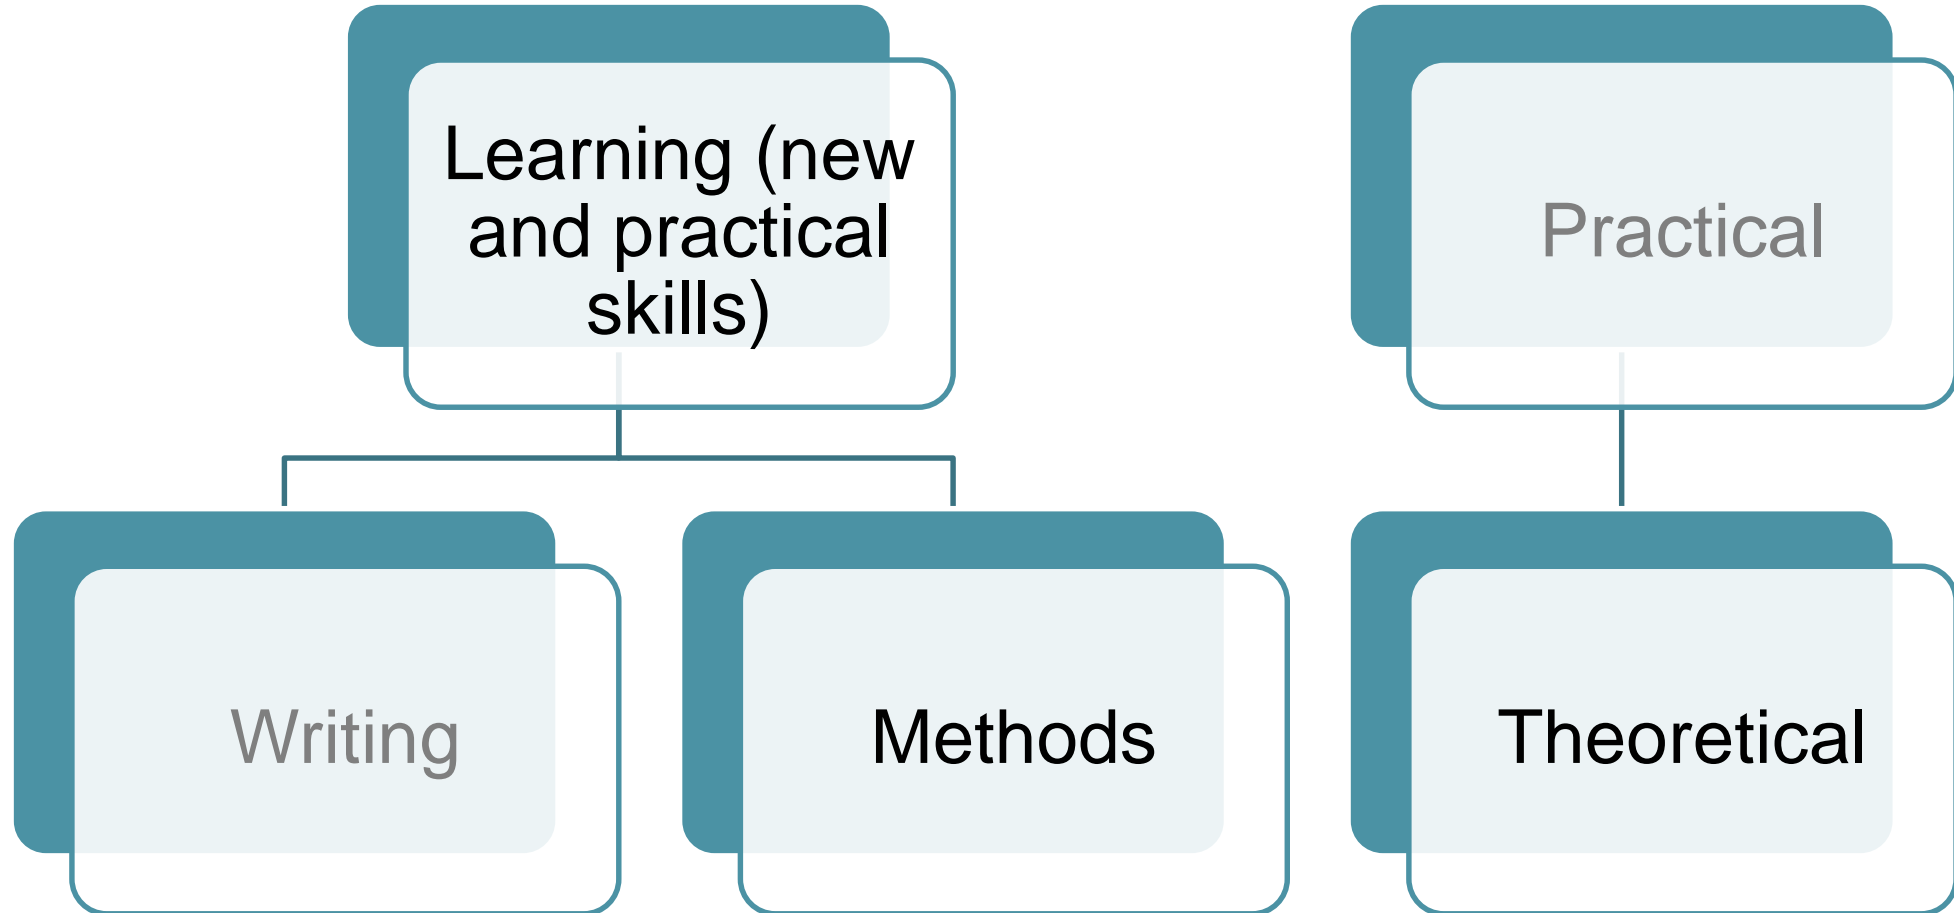 Learning (new
and practical
skills)
Practical
Writing
Methods
Theoretical